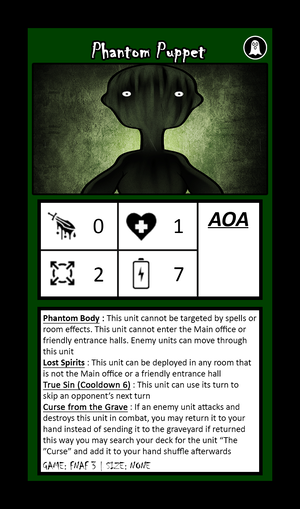 Phantom Puppet
0 1 AOA
2 7
Phantom Body : This unit cannot be targeted by spells or
room effects. This unit cannot enter the Main office or
friendly entrance halls. Enemy units can move through
this unit
Lost Spirits : This unit can be deployed in any room that
is not the Main office or a friendly entrance hall
True Sin (Cooldown 6) : This unit can use its turn to
skip an opponent's next turn
Curse from the Grave : If an enemy unit attacks and
destroys this unit in combat, you may return it to your
hand instead of sending it to the graveyard if returned
this way you may search your deck for the unit "The
"Curse" and add it to your hand shuffle afterwards
GAME: FNAF 3 | SIZE: NONE